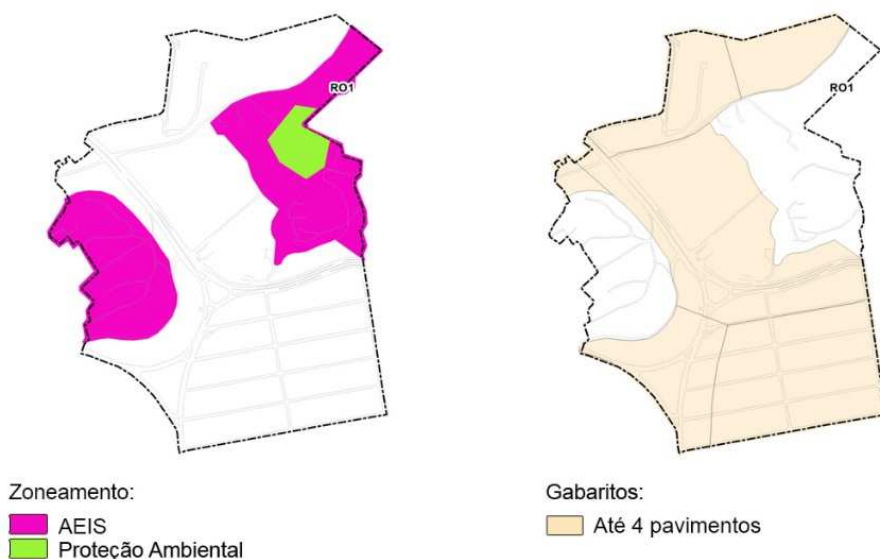 RO1
RO1
Zoneamento:
AEIS
Proteção Ambiental
Gabaritos:
Até 4 pavimentos